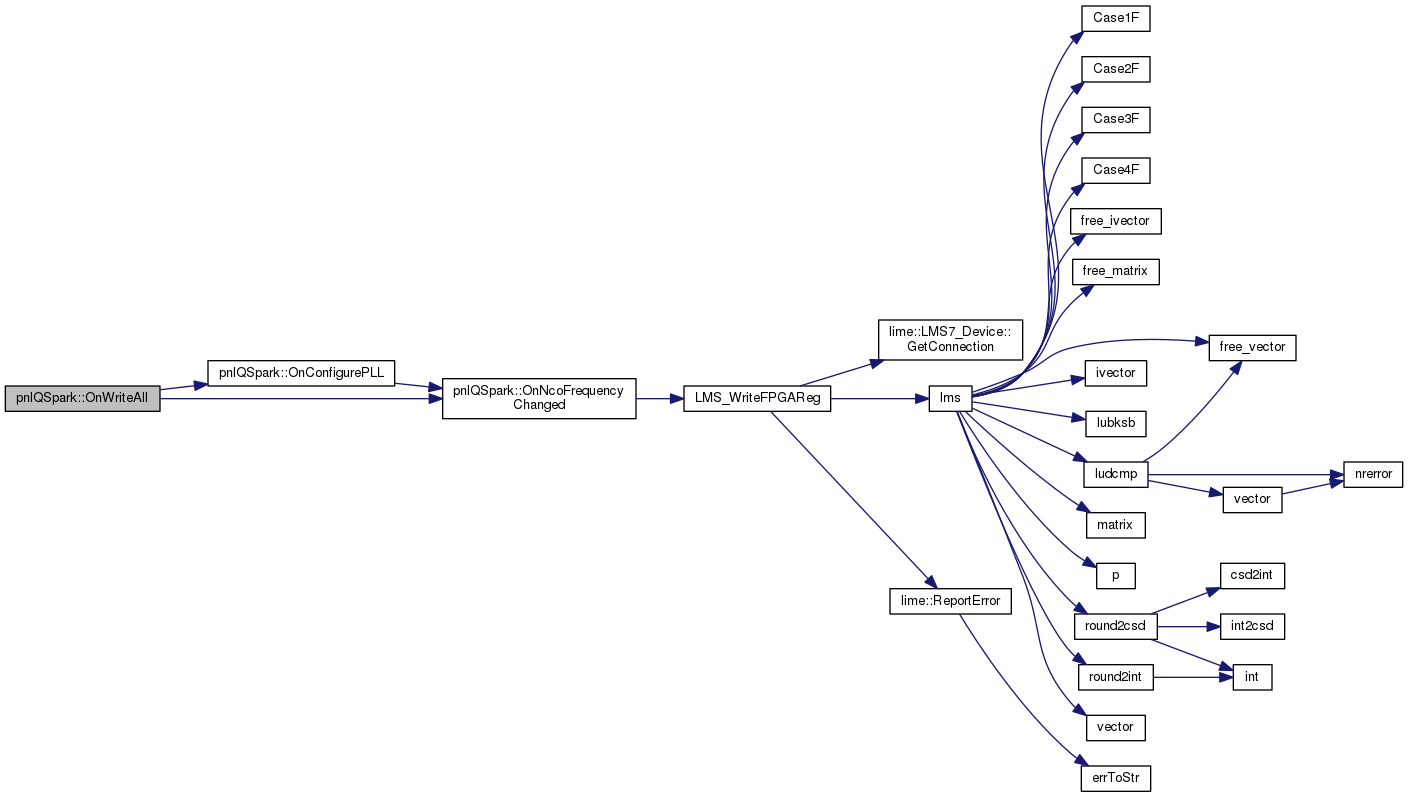 Case1F
Case2F
Case3F
Case4F
free_ivector
free_matrix
lime::LMS7_Device::
GetConnection
free_vector
pnlQSpark::OnConfigurePLL
ivector
pnlQSpark::OnWriteAll
pnlQSpark::OnNcoFrequency
Changed
LMS_WriteFPGAReg
lms
lubksb
ludcmp
nrerror
vector
matrix
p
csd2int
lime::ReportError
round2csd
int2csd
round2int
int
vector
errToStr